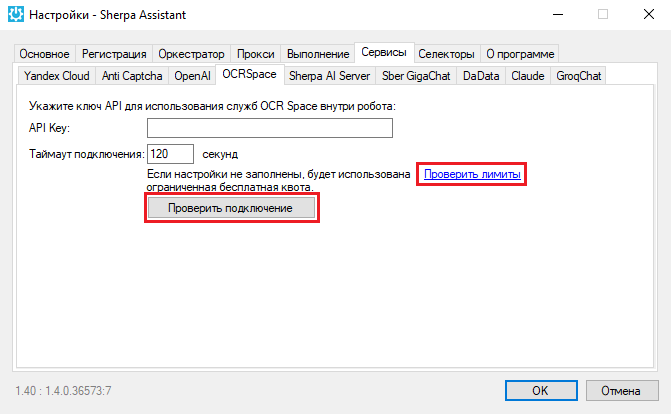 Настройки - Sherpa Assistant
Основное Регистрация Оркестратор Прокси Выполнение Сервисы Селекторы О программе
Yandex Cloud Anti Captcha OpenAI OCRSpace Sherpa AI Server Sber GigaChat DaData Claude GroqChat
Укажите ключ API для использования служб OCR Space внутри робота:
API Key:
Таймаут подключения: 120 секунд
Если настройки не заполнены, будет использована Проверить лимиты
ограниченная бесплатная квота.
Проверить подключение
1.40 : 1.4.0.36573:7 OK Отмена